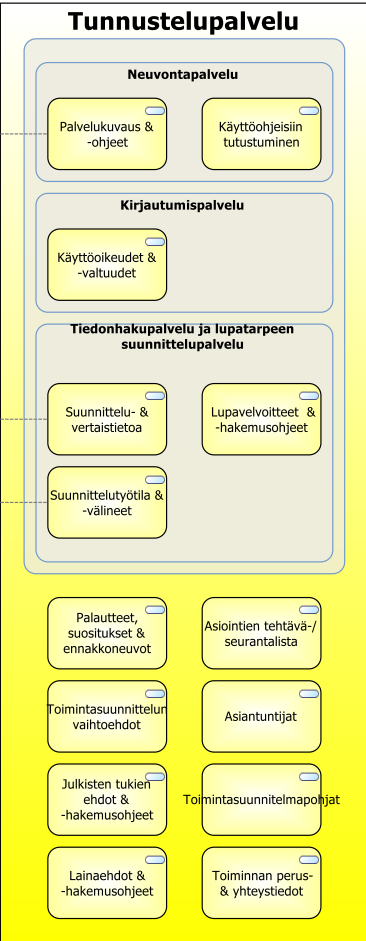 Tunnustelupalvelu
Neuvontapalvelu
Palvelukuvaus &
-ohjeet
Käyttöohjeisiin
tutustuminen
Kirjautumispalvelu
Käyttöoikeudet &
-valtuudet
Tiedonhakupalvelu ja lupatarpeen
suunnittelupalvelu
Suunnittelu- &
vertaistietoa
Lupavelvoitteet &
-hakemusohjeet
Suunnittelutyötila &
-välineet
Palautteet,
suositukset &
ennakkoneuvot
Asiointien tehtävä-/
seurantalista
Toimintasuunnittelun
vaihtoehdot
Asiantuntijat
Julkisten tukien
ehdot &
-hakemusohjeet
Toimintasuunnitelmapohjat
Lainaehdot &
-hakemusohjeet
Toiminnan perus-
& yhteystiedot